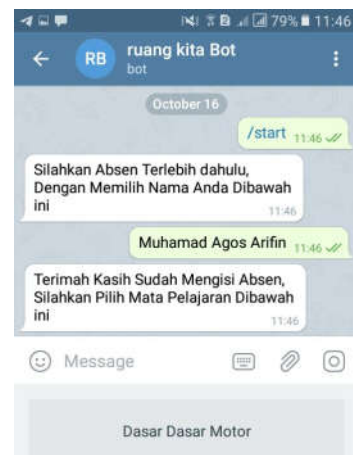 79% 11:46
RB
ruang kita Bot
bot
October 16
/start 11:46
Silahkan Absen Terlebih dahulu,
Dengan Memilih Nama Anda Dibawah
ini
11:46
Muhamad Agos Arifin 11:46
Terimah Kasih Sudah Mengisi Absen,
Silahkan Pilih Mata Pelajaran Dibawah
ini
11:46
Message
Dasar Dasar Motor